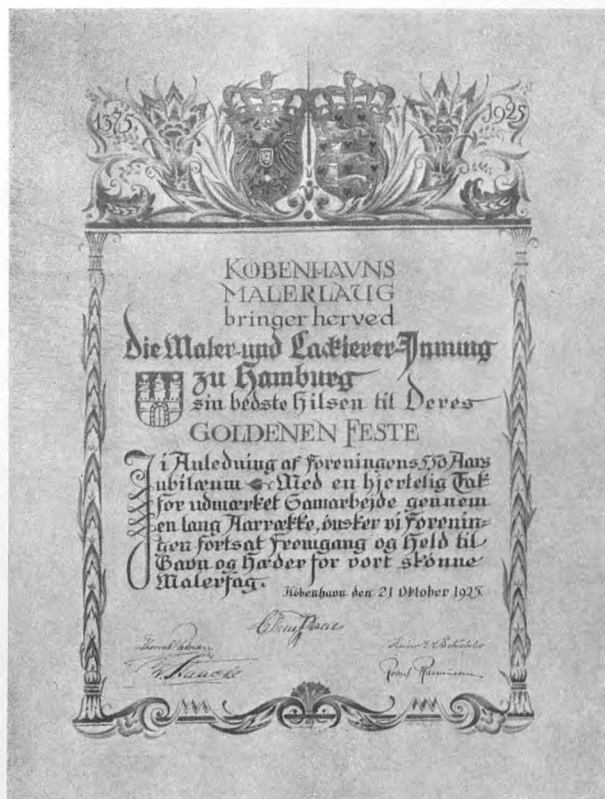 1375 1925
KØBENHAVNS
MALERLAUG
bringer herved
Die Maler- und Lackierer-Innung
zu Hamburg
sin bedste Hilsen til Deres
GOLDENEN FESTE
i Anledning af Foreningens 550 Aars
Jubilæum Med en hjertelig Tak
for udmærket Samarbejde gennem
en lang Aarrække, ønsker vi Forenin-
gen fortsat Fremgang og Held til
Gavn og Hæder for vort skønne
Malerfag.
København den 21 Oktober 1925.